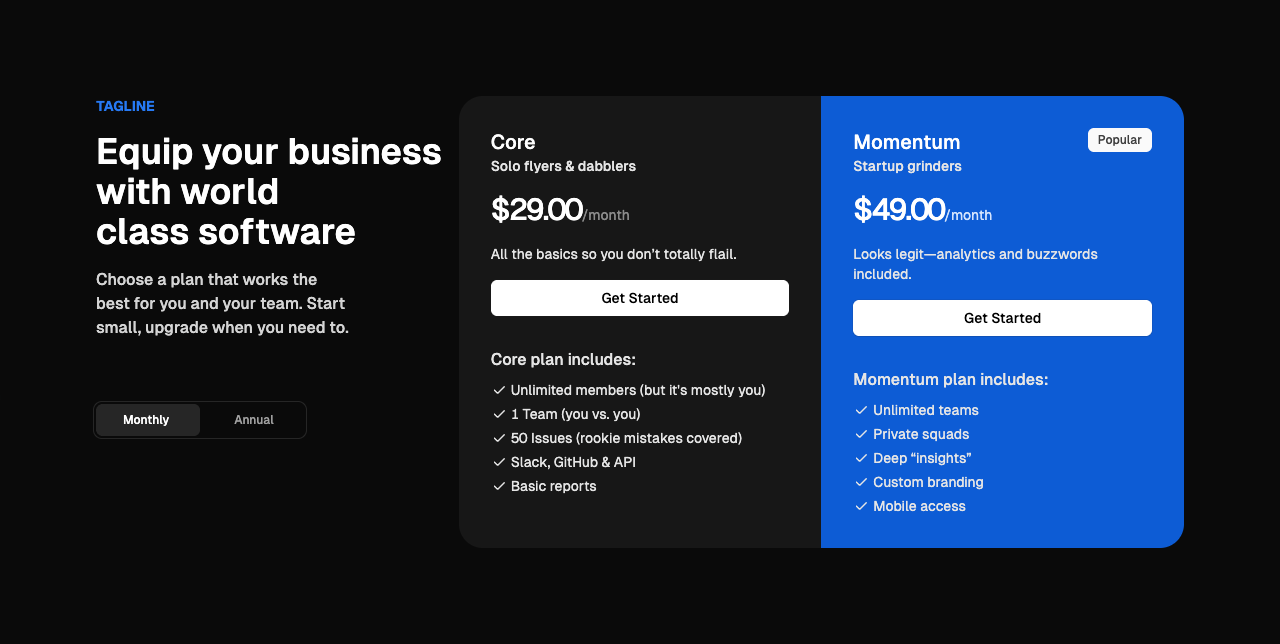 TAGLINE
Equip your business
with world
class software
Choose a plan that works the
best for you and your team. Start
small, upgrade when you need to.
Monthly
Annual
Core
Solo flyers & dabblers
$29.00/month
All the basics so you don’t totally flail.
Get Started
Core plan includes:
Unlimited members (but it's mostly you)
1 Team (you vs. you)
50 Issues (rookie mistakes covered)
Slack, GitHub & API
Basic reports
Momentum
Popular
Startup grinders
$49.00/month
Looks legit—analytics and buzzwords
included.
Get Started
Momentum plan includes:
Unlimited teams
Private squads
Deep “insights”
Custom branding
Mobile access